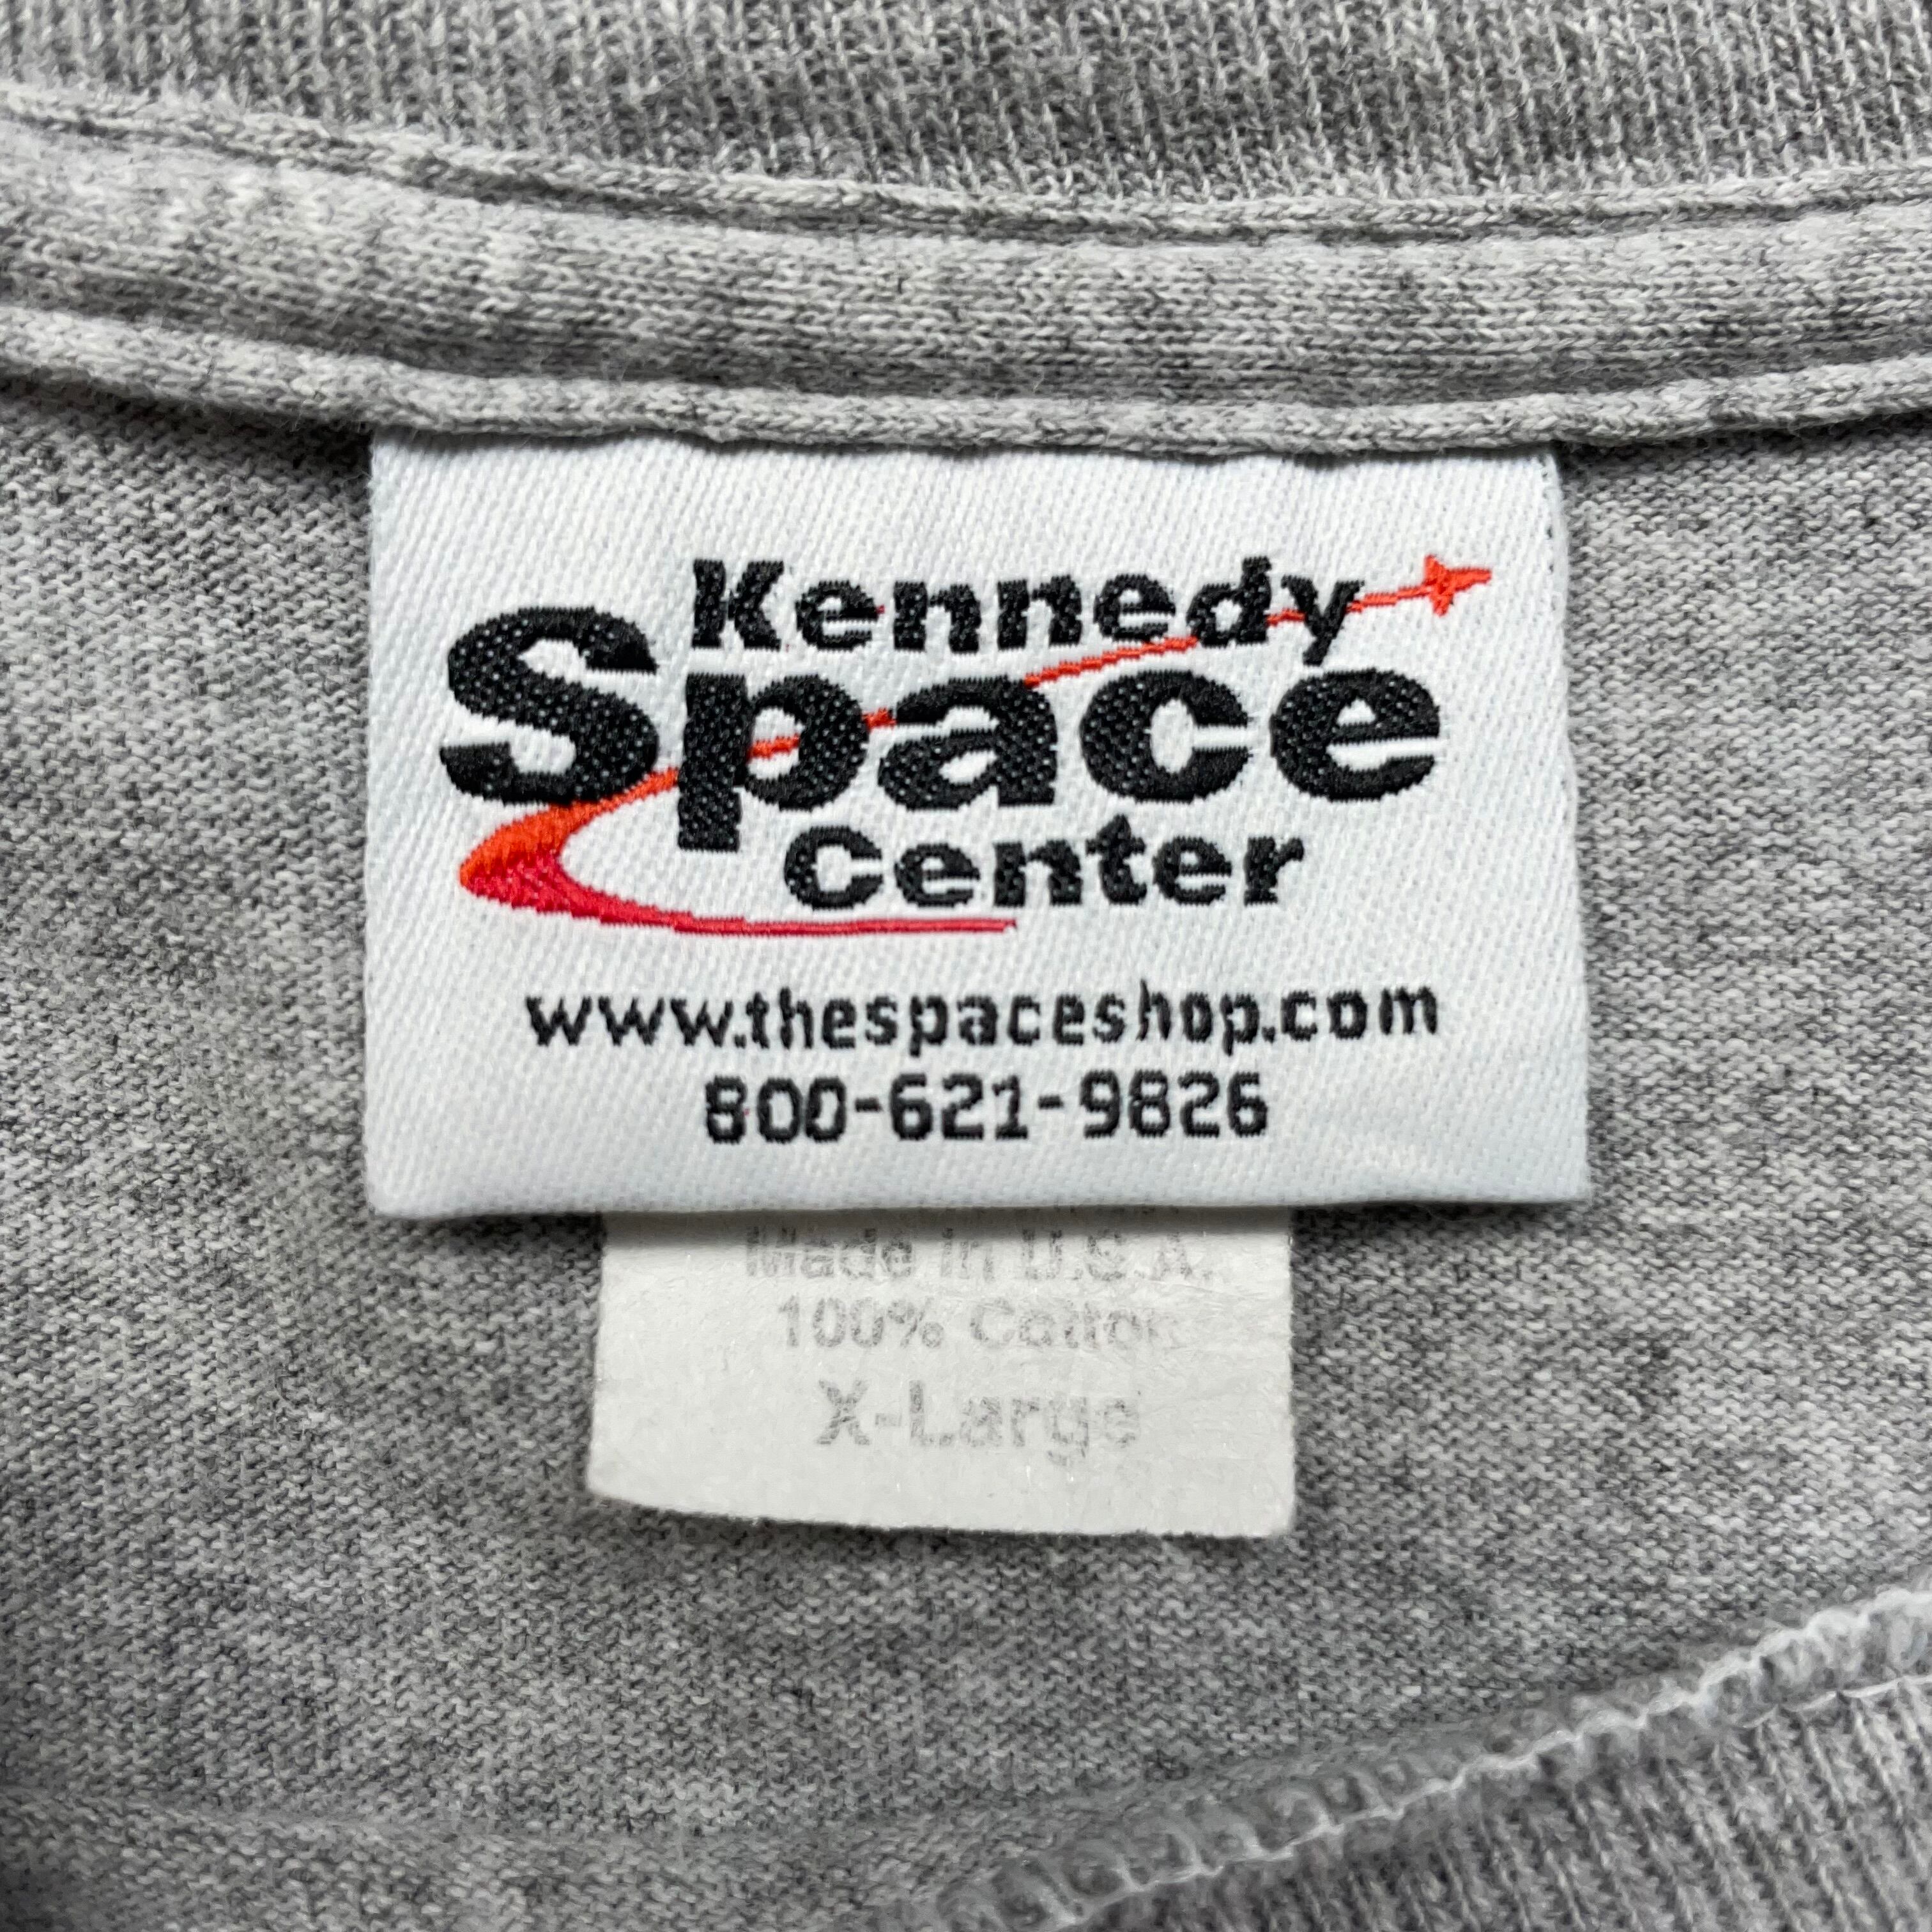 Kennedy
Space
Center
www.thespaceshop.com
800-621-9826
Made in U.S.A.
100% Cotton
X-Large